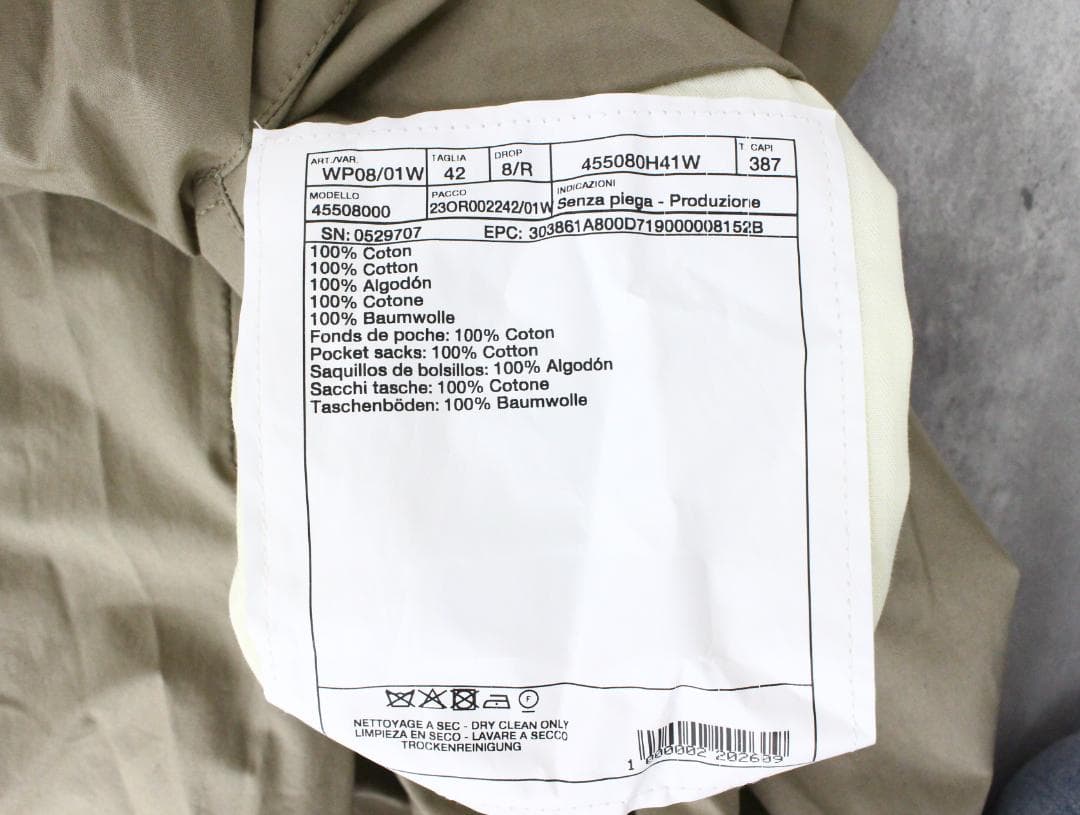 ART./VAR. TAGLIA DROP T. CAPI
WP08/01W 42 8/R 455080H41W 387
MODELLO PACCO INDICAZIONI
45508000 23OR002242/01W Senza piega - Produzione
SN: 0529707 EPC: 303861A800D719000008152B
100% Coton
100% Cotton
100% Algodón
100% Cotone
100% Baumwolle
Fonds de poche: 100% Coton
Pocket sacks: 100% Cotton
Saquillos de bolsillos: 100% Algodón
Sacchi tasche: 100% Cotone
Taschenböden: 100% Baumwolle
F
NETTOYAGE A SEC - DRY CLEAN ONLY
LIMPIEZA EN SECO - LAVARE A SECCO
TROCKENREINIGUNG
1 000002 202609